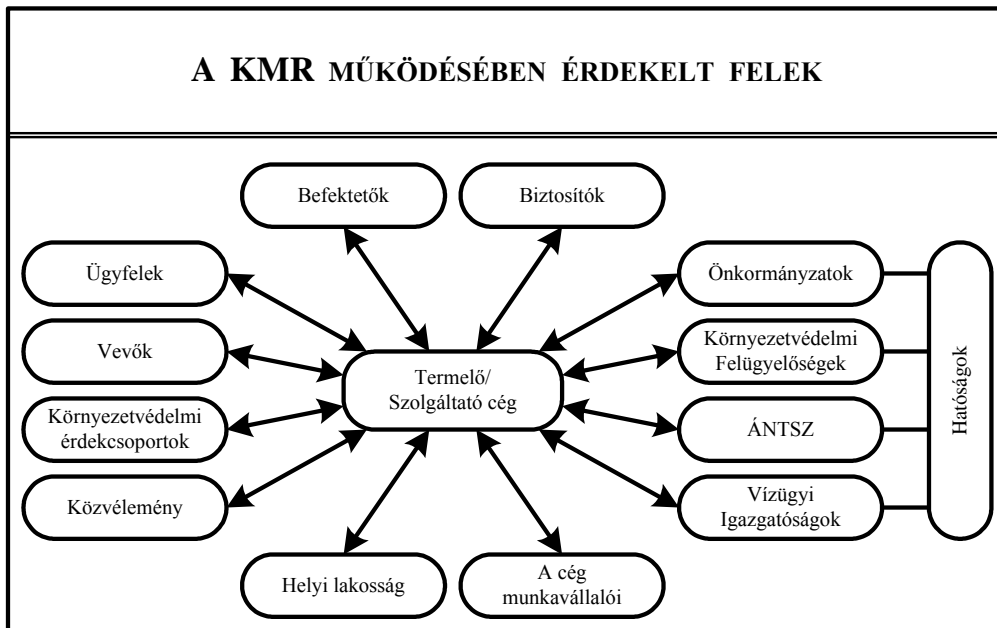 A KMR MŰKÖDÉSÉBEN ÉRDEKELT FELEK
Befektetők
Biztosítók
Ügyfelek
Önkormányzatok
Vevők
Környezetvédelmi
Felügyelőségek
Termelő/
Szolgáltató cég
Környezetvédelmi
érdekcsoportok
ÁNTSZ
Közvélemény
Vízügyi
Igazgatóságok
Hatóságok
Helyi lakosság
A cég
munkavállalói